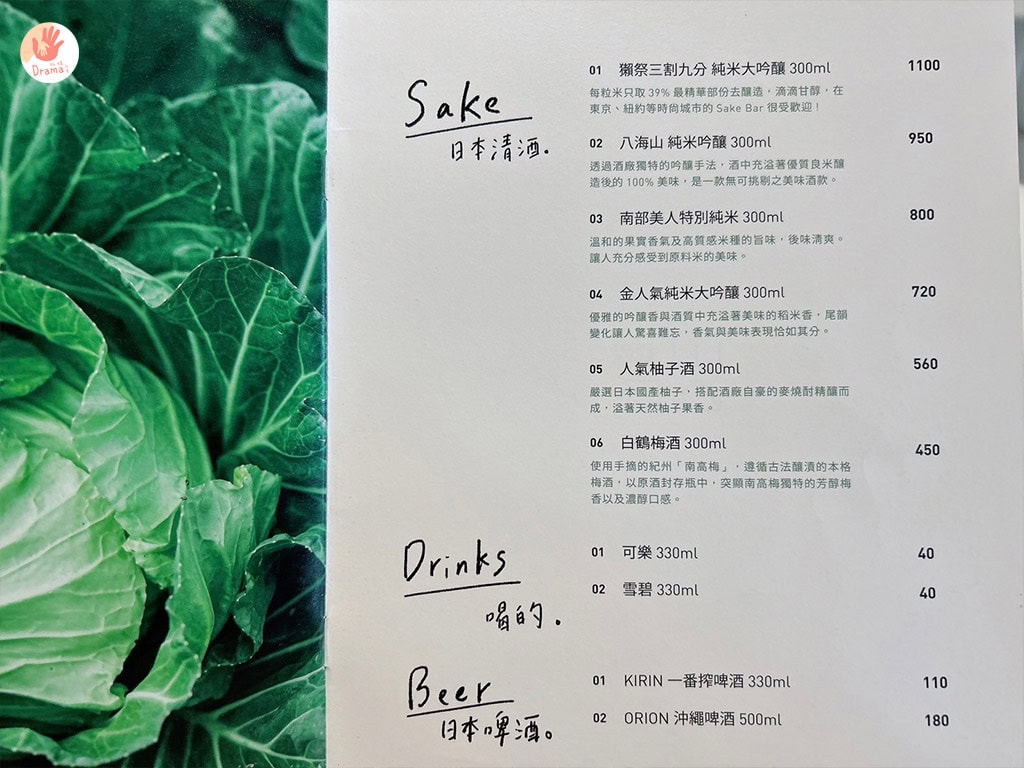 Drama
Sake
日本清酒.
01 獺祭三割九分 純米大吟釀 300ml 1100
每粒米只取 39% 最精華部份去釀造，滴滴甘醇，在
東京、紐約等時尚城市的 Sake Bar 很受歡迎！
02 八海山 純米吟釀 300ml 950
透過酒廠獨特的吟釀手法，酒中充溢著優質良米釀
造後的 100% 美味，是一款無可挑剔之美味酒款。
03 南部美人特別純米 300ml 800
溫和的果實香氣及高質感米種的旨味，後味清爽。
讓人充分感受到原料米的美味。
04 金人氣純米大吟釀 300ml 720
優雅的吟釀香與酒質中充溢著美味的稻米香，尾韻
變化讓人驚喜難忘，香氣與美味表現恰如其分。
05 人氣柚子酒 300ml 560
嚴選日本國產柚子，搭配酒廠自豪的麥燒酎精釀而
成，溢著天然柚子果香。
06 白鶴梅酒 300ml 450
使用手摘的紀州「南高梅」，遵循古法釀漬的本格
梅酒，以原酒封存瓶中，突顯南高梅獨特的芳醇梅
香以及濃醇口感。
Drinks
喝的.
01 可樂 330ml 40
02 雪碧 330ml 40
Beer
日本啤酒。
01 KIRIN 一番搾啤酒 330ml 110
02 ORION 沖繩啤酒 500ml 180